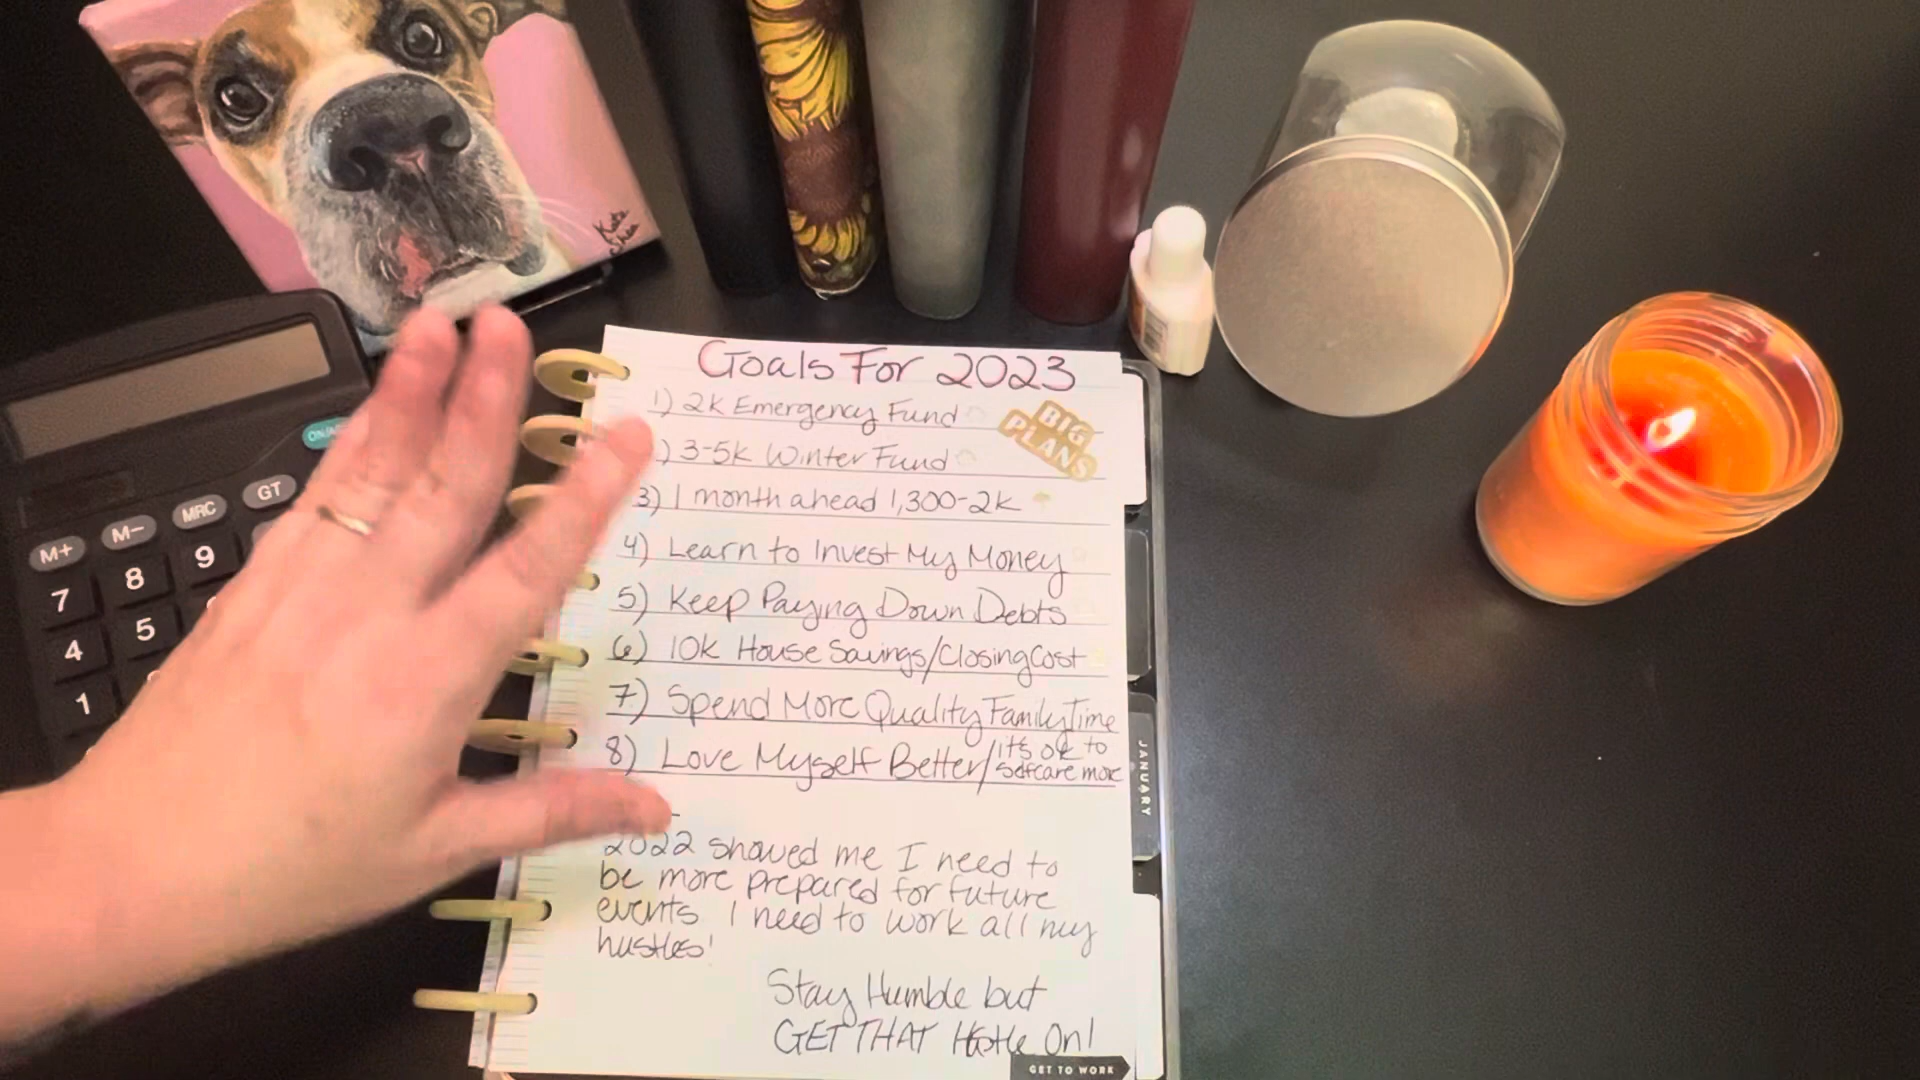 Kate
Shea
ON/AC
GT
MRC
M-
M+
9
8
7
5
4
1
Goals For 2023
1) 2K Emergency Fund
BIG
PLANS
) 3-5K Winter Fund
3) 1 month ahead 1,300-2K
4) Learn to Invest My Money
5) Keep Paying Down Debts
6) 10K House Savings/Closing Cost
7) Spend More Quality Family Time
8) Love Myself Better/it's ok to
selfcare more
JANUARY
2022 showed me I need to
be more prepared for future
events I need to work all my
hustles!
Stay Humble but
GET THAT Hustle On!
GET TO WORK